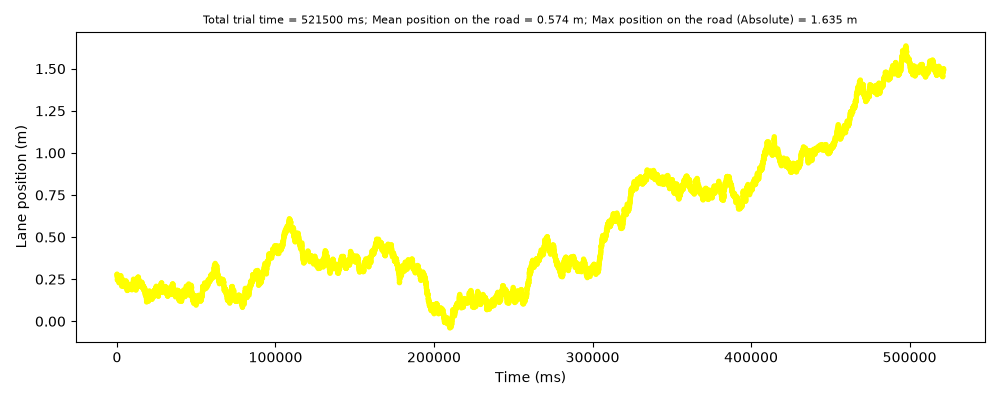 Total trial time = 521500 ms; Mean position on the road = 0.574 m; Max position on the road (Absolute) = 1.635 m
Lane position (m)
1.50
1.25
1.00
0.75
0.50
0.25
0.00
0 100000 200000 300000 400000 500000
Time (ms)